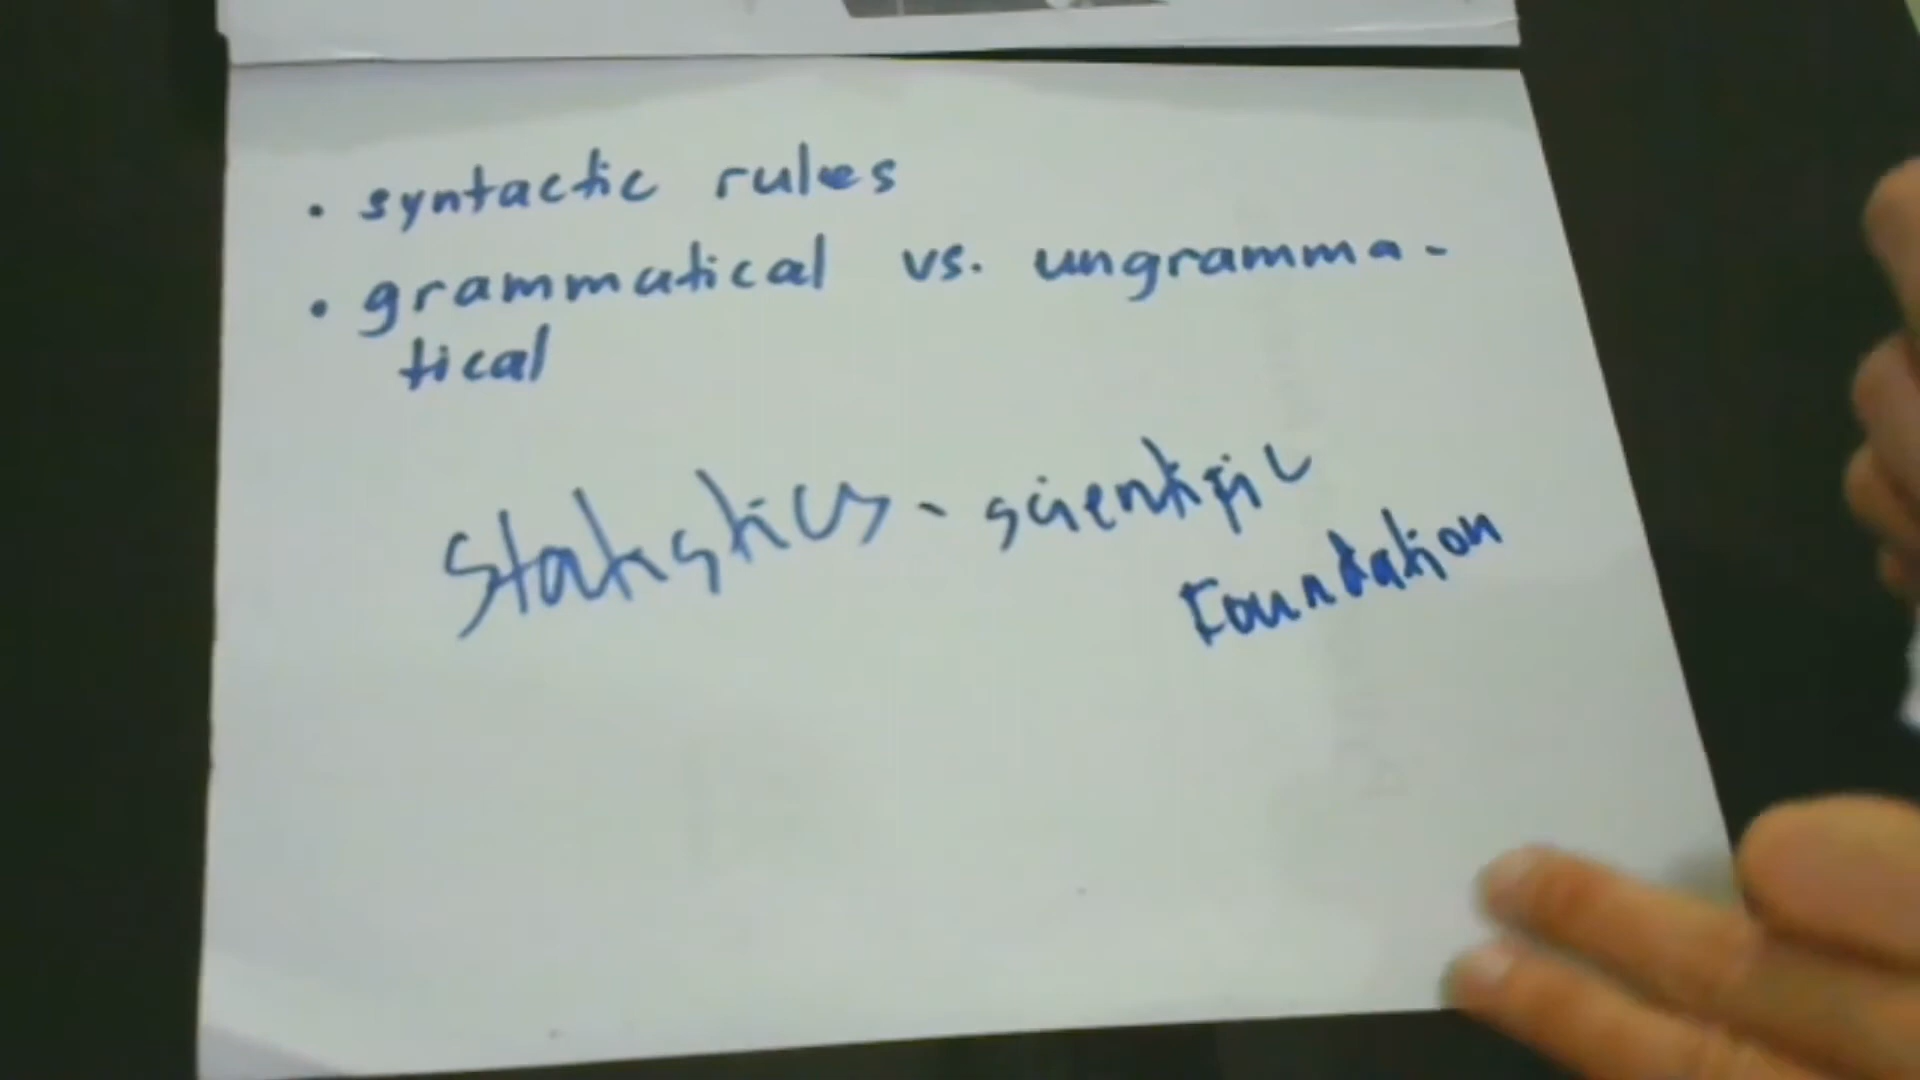 • syntactic rules
• grammatical vs. ungramma-
tical
Statistics - scientific
Foundation